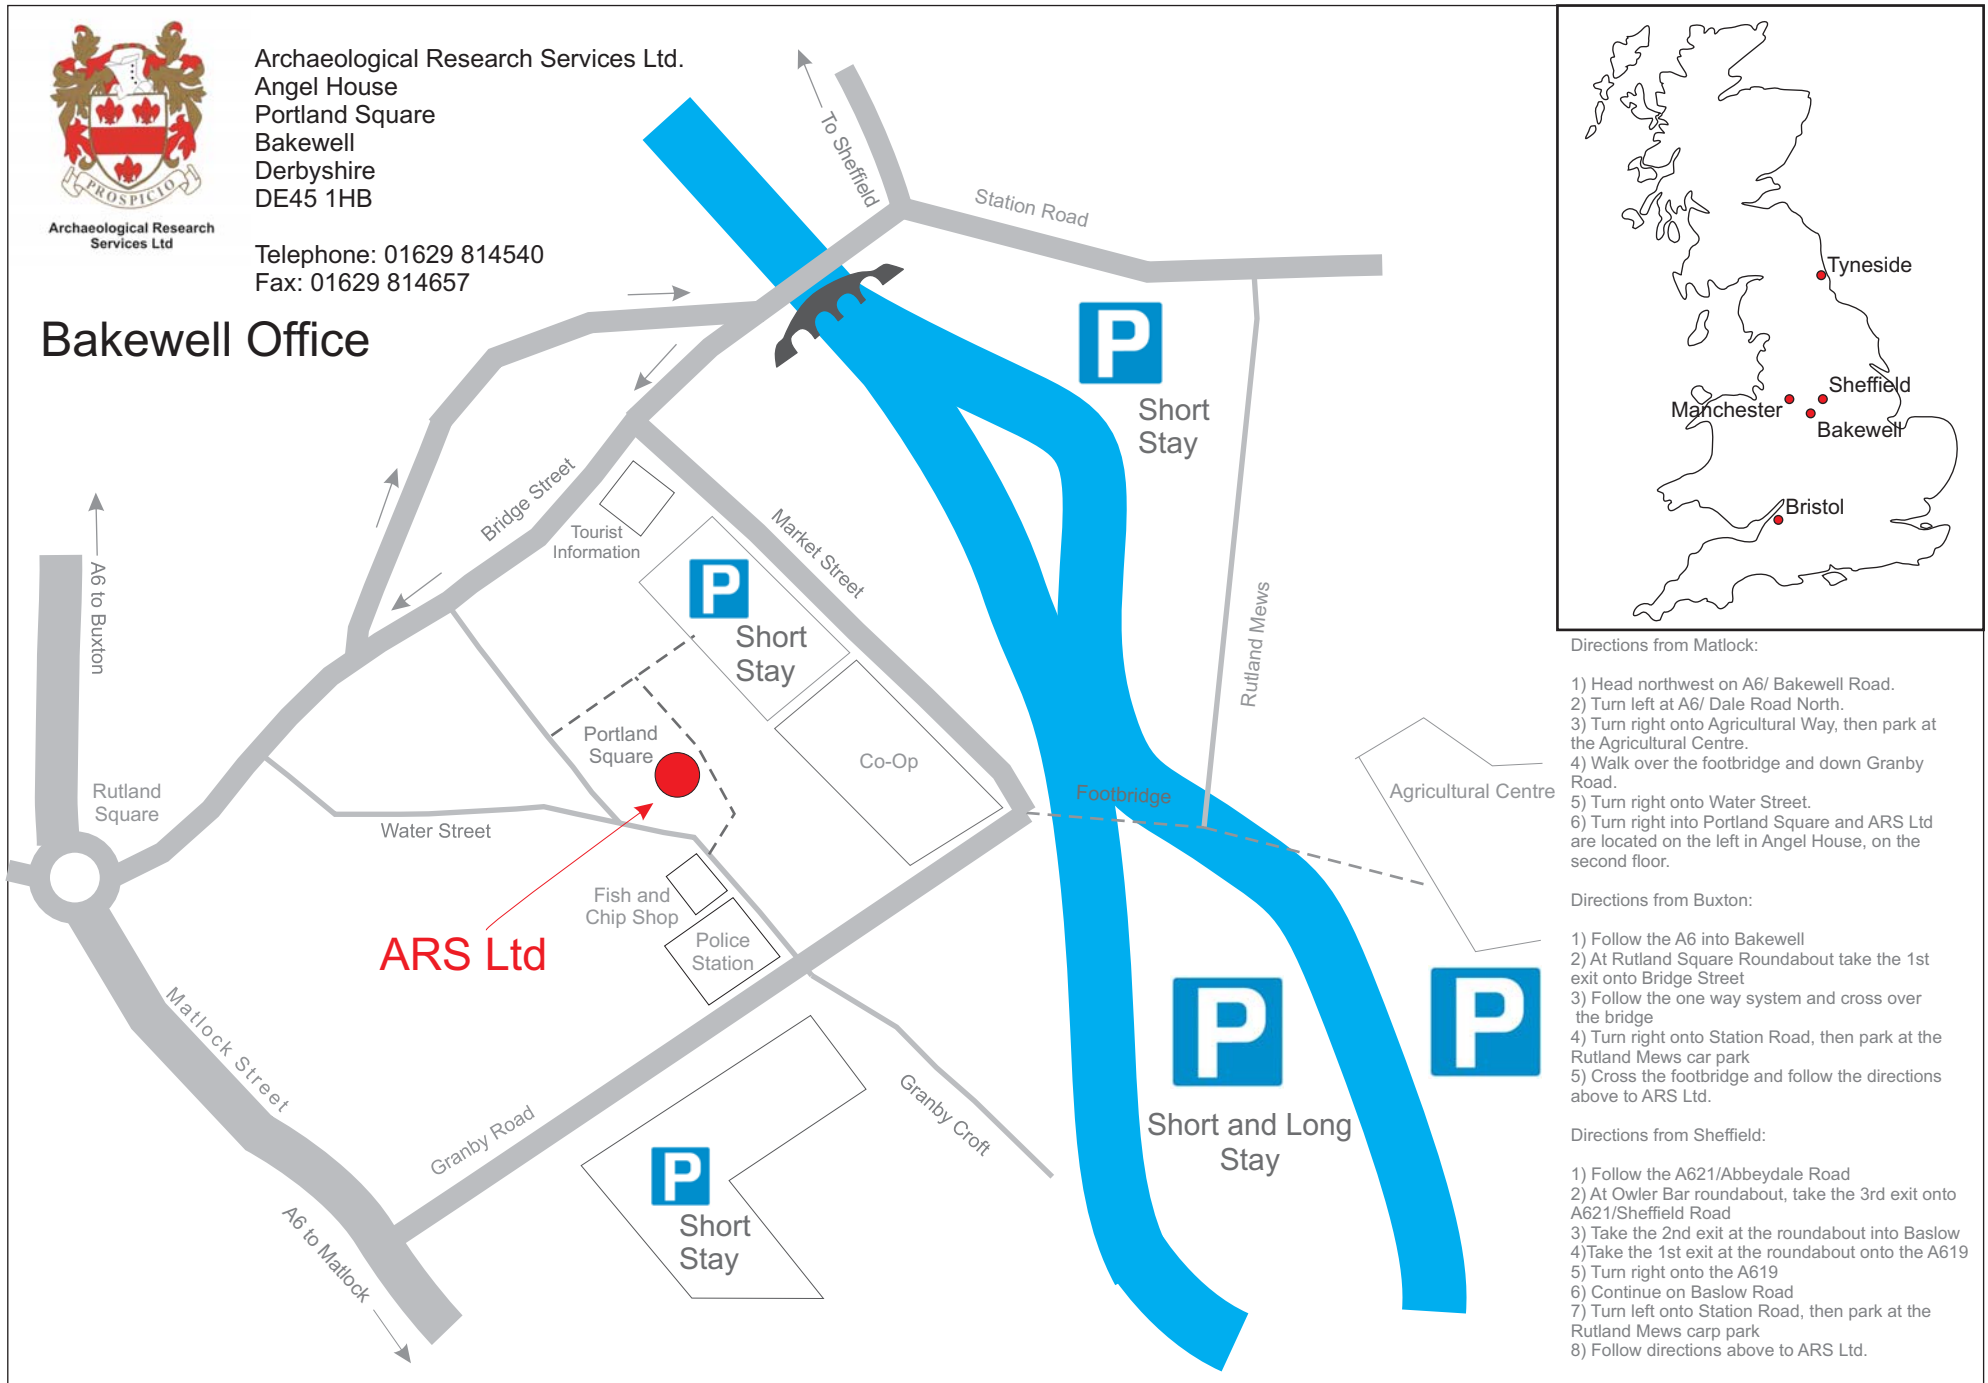 PROSPICIO
Archaeological Research
Services Ltd
Archaeological Research Services Ltd.
Angel House
Portland Square
Bakewell
Derbyshire
DE45 1HB
Telephone: 01629 814540
Fax: 01629 814657
Bakewell Office
To Sheffield
Station Road
P
Short
Stay
Bridge Street
Tourist
Information
Market Street
A6 to Buxton
P
Short
Stay
Rutland Mews
Portland
Square
Co-Op
Rutland
Square
Water Street
Footbridge
Agricultural Centre
Fish and
Chip Shop
ARS Ltd
Police
Station
Matlock Street
P
P
Short and Long
Stay
Granby Road
Granby Croft
P
Short
Stay
A6 to Matlock
Tyneside
Sheffield
Manchester
Bakewell
Bristol
Directions from Matlock:
1) Head northwest on A6/ Bakewell Road.
2) Turn left at A6/ Dale Road North.
3) Turn right onto Agricultural Way, then park at
the Agricultural Centre.
4) Walk over the footbridge and down Granby
Road.
5) Turn right onto Water Street.
6) Turn right into Portland Square and ARS Ltd
are located on the left in Angel House, on the
second floor.
Directions from Buxton:
1) Follow the A6 into Bakewell
2) At Rutland Square Roundabout take the 1st
exit onto Bridge Street
3) Follow the one way system and cross over
the bridge
4) Turn right onto Station Road, then park at the
Rutland Mews car park
5) Cross the footbridge and follow the directions
above to ARS Ltd.
Directions from Sheffield:
1) Follow the A621/Abbeydale Road
2) At Owler Bar roundabout, take the 3rd exit onto
A621/Sheffield Road
3) Take the 2nd exit at the roundabout into Baslow
4)Take the 1st exit at the roundabout onto the A619
5) Turn right onto the A619
6) Continue on Baslow Road
7) Turn left onto Station Road, then park at the
Rutland Mews carp park
8) Follow directions above to ARS Ltd.